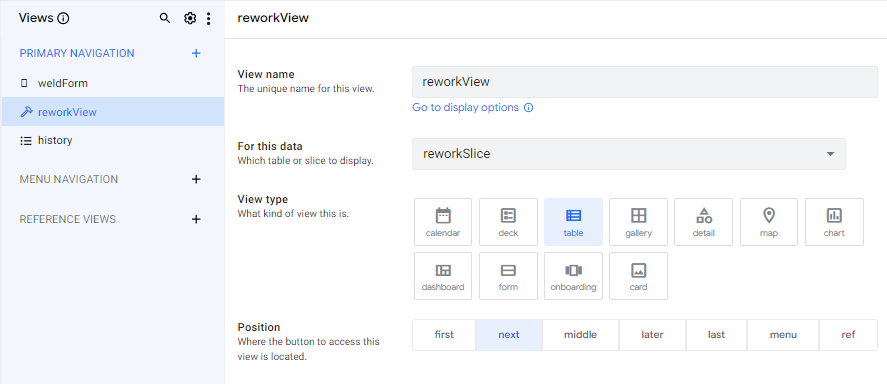 Views
PRIMARY NAVIGATION
weldForm
reworkView
history
MENU NAVIGATION
REFERENCE VIEWS
reworkView
View name
The unique name for this view.
reworkView
Go to display options
For this data
Which table or slice to display.
reworkSlice
View type
What kind of view this is.
calendar deck table gallery detail map chart
dashboard form onboarding card
Position
Where the button to access this
view is located.
first next middle later last menu ref